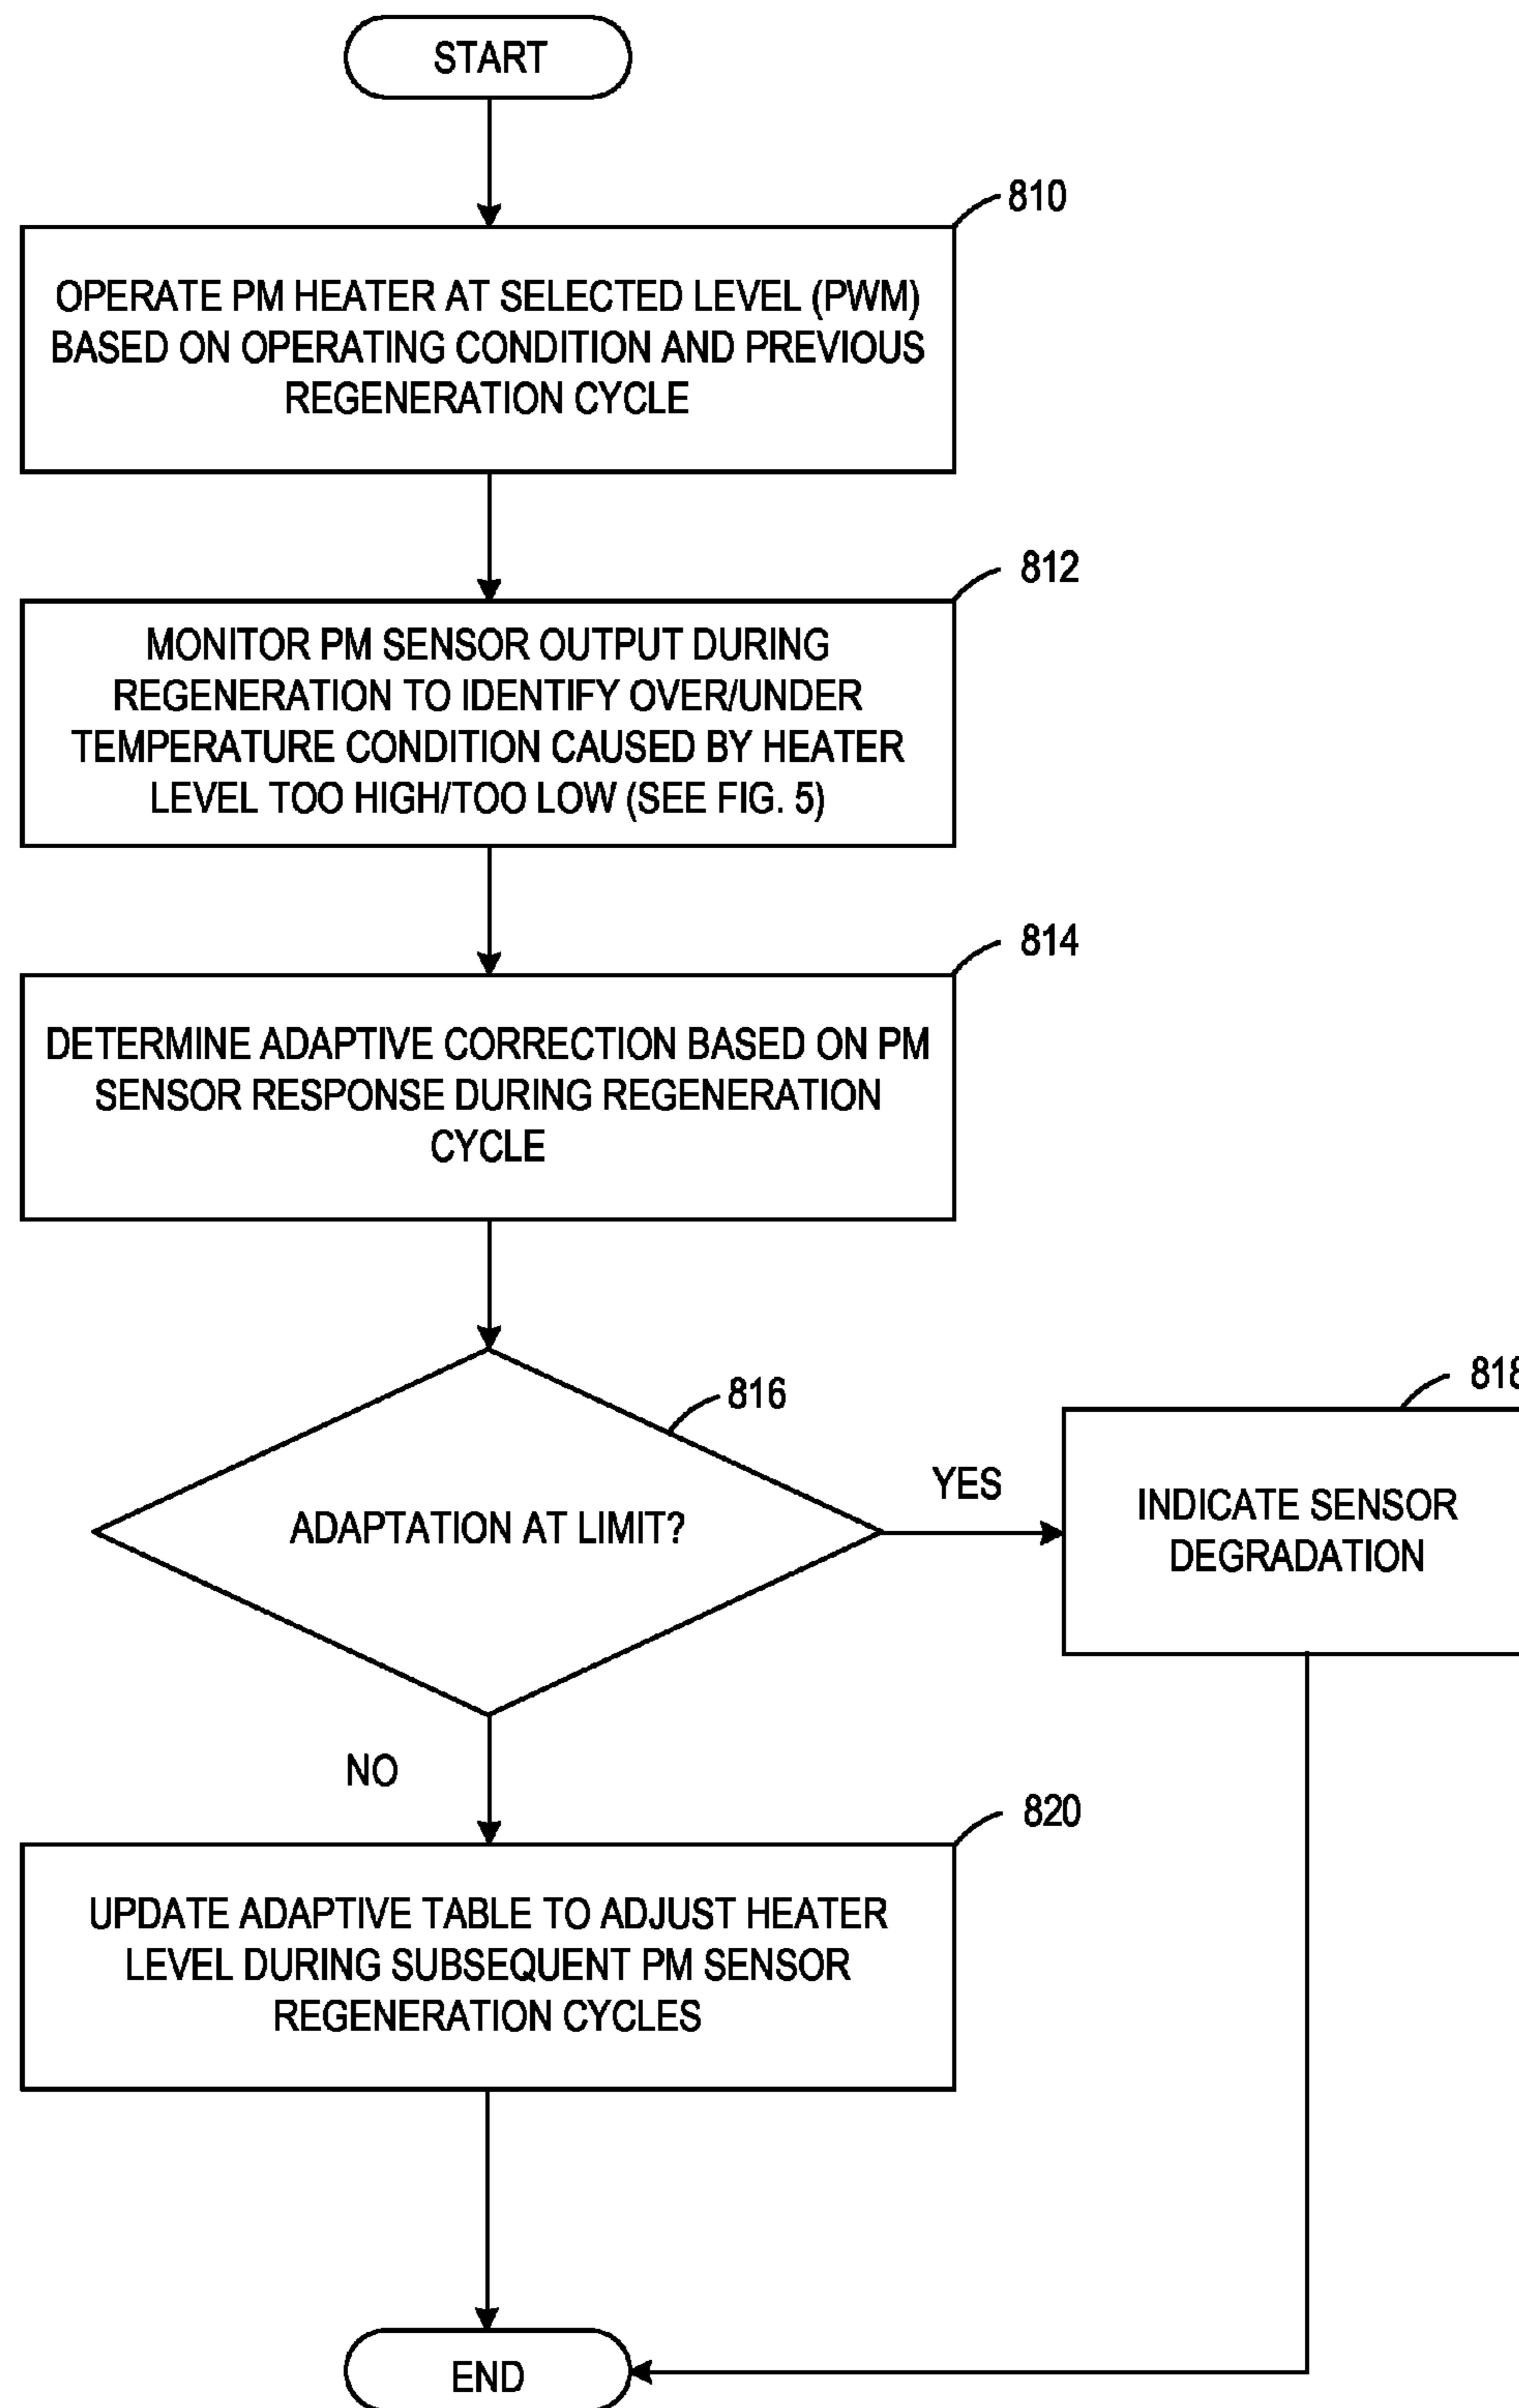 START
810
OPERATE PM HEATER AT SELECTED LEVEL (PWM)
BASED ON OPERATING CONDITION AND PREVIOUS
REGENERATION CYCLE
812
MONITOR PM SENSOR OUTPUT DURING
REGENERATION TO IDENTIFY OVER/UNDER
TEMPERATURE CONDITION CAUSED BY HEATER
LEVEL TOO HIGH/TOO LOW (SEE FIG. 5)
814
DETERMINE ADAPTIVE CORRECTION BASED ON PM
SENSOR RESPONSE DURING REGENERATION
CYCLE
816
ADAPTATION AT LIMIT?
YES
818
INDICATE SENSOR
DEGRADATION
NO
820
UPDATE ADAPTIVE TABLE TO ADJUST HEATER
LEVEL DURING SUBSEQUENT PM SENSOR
REGENERATION CYCLES
END